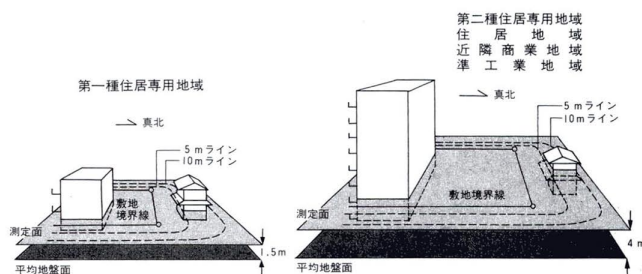 第一種住居専用地域
真北
5mライン
10mライン
敷地
境界線
測定面
1.5m
平均地盤面
第二種住居専用地域
住居地域
近隣商業地域
準工業地域
真北
5mライン
10mライン
敷地境界線
測定面
4m
平均地盤面